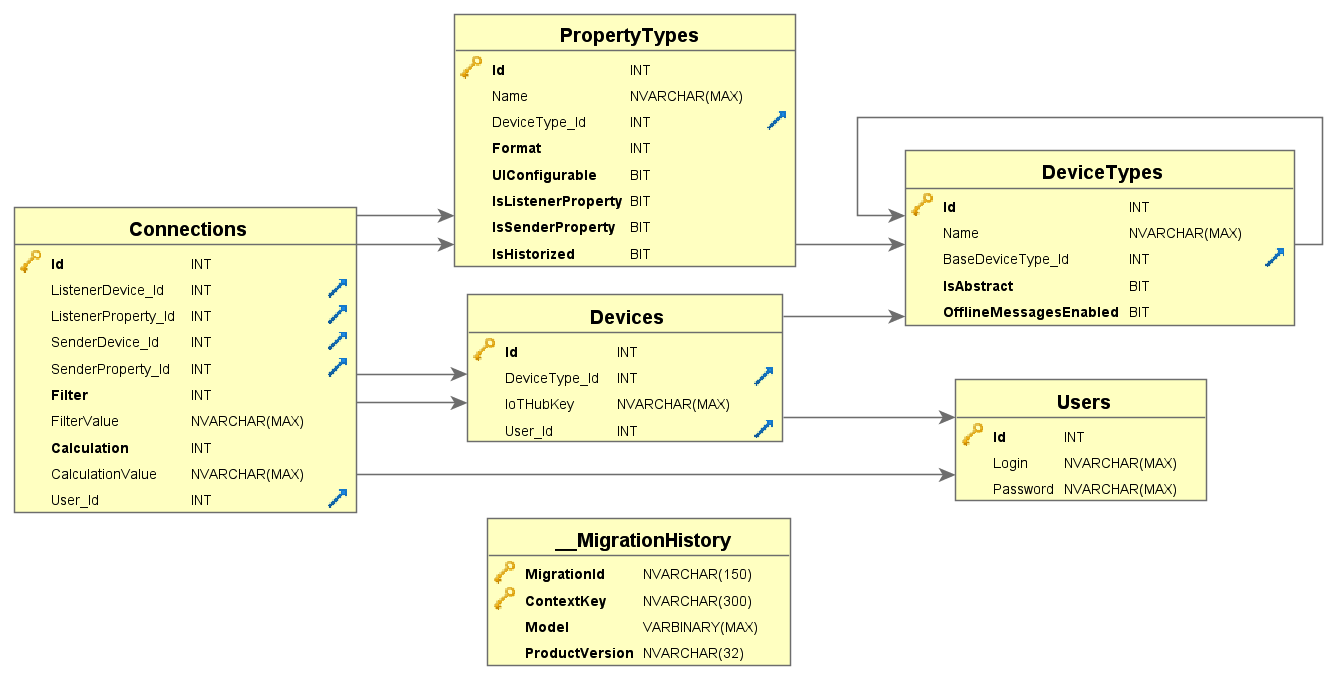 PropertyTypes
Id INT
Name NVARCHAR(MAX)
DeviceType_Id INT
Format INT
UIConfigurable BIT
IsListenerProperty BIT
IsSenderProperty BIT
IsHistorized BIT
DeviceTypes
Id INT
Name NVARCHAR(MAX)
BaseDeviceType_Id INT
IsAbstract BIT
OfflineMessagesEnabled BIT
Connections
Id INT
ListenerDevice_Id INT
ListenerProperty_Id INT
SenderDevice_Id INT
SenderProperty_Id INT
Filter INT
FilterValue NVARCHAR(MAX)
Calculation INT
CalculationValue NVARCHAR(MAX)
User_Id INT
Devices
Id INT
DeviceType_Id INT
IoTHubKey NVARCHAR(MAX)
User_Id INT
Users
Id INT
Login NVARCHAR(MAX)
Password NVARCHAR(MAX)
__MigrationHistory
MigrationId NVARCHAR(150)
ContextKey NVARCHAR(300)
Model VARBINARY(MAX)
ProductVersion NVARCHAR(32)